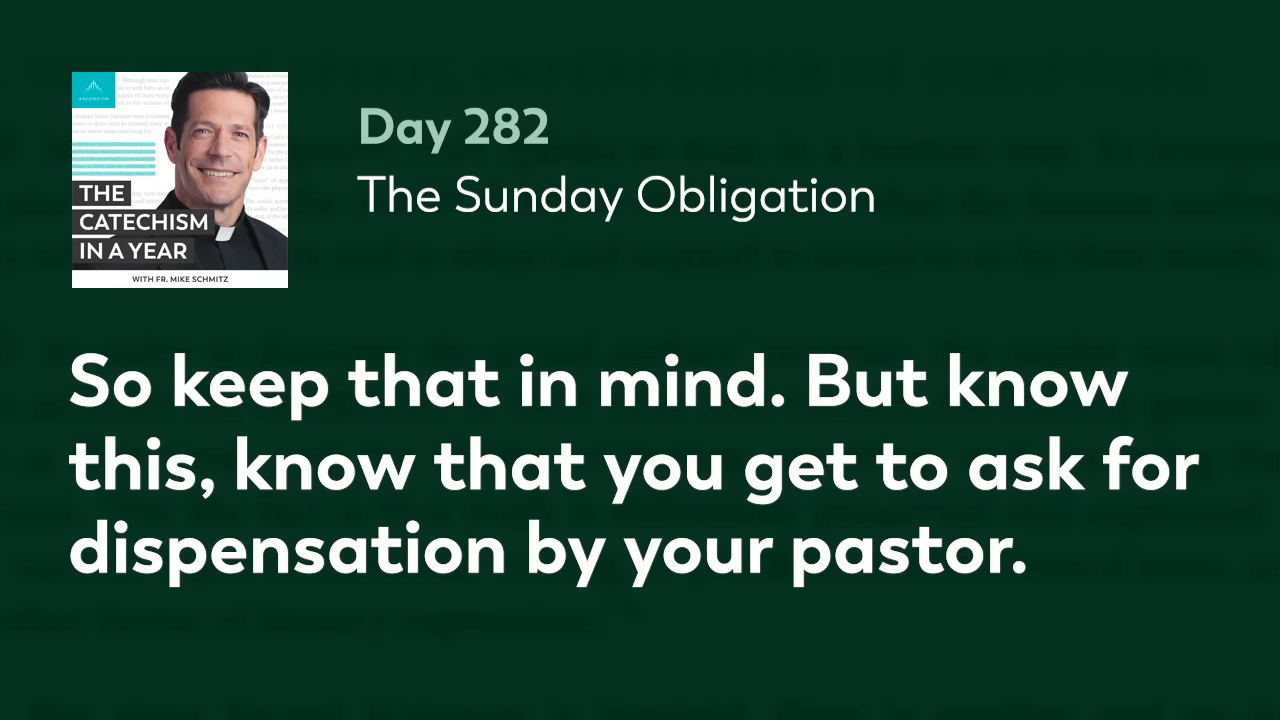 ASCENSION
THE
CATECHISM
IN A YEAR
WITH FR. MIKE SCHMITZ
Day 282
The Sunday Obligation
So keep that in mind. But know
this, know that you get to ask for
dispensation by your pastor.